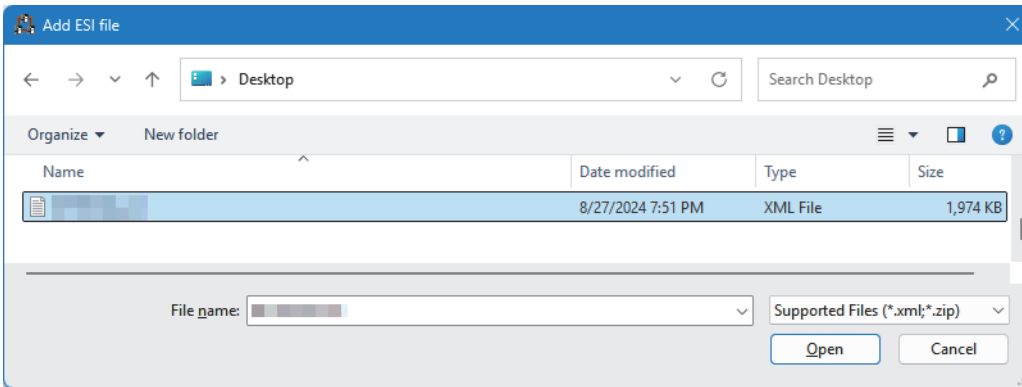 Add ESI file
Desktop
Search Desktop
Organize New folder
Name Date modified Type Size
8/27/2024 7:51 PM XML File 1,974 KB
File name: Supported Files (*.xml;*.zip)
Open Cancel